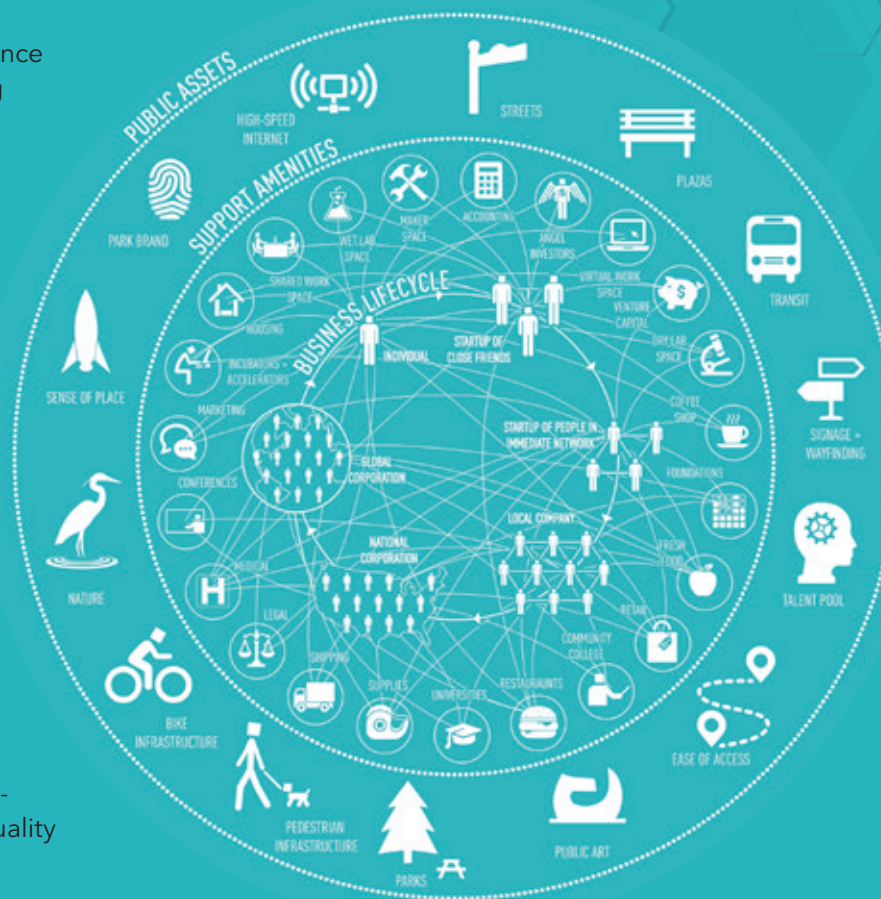 ance
g
-
uality
PUBLIC ASSETS
HIGH-SPEED
INTERNET
STREETS
PLAZAS
TRANSIT
SIGNAGE +
WAYFINDING
TALENT POOL
EASE OF ACCESS
PUBLIC ART
PARKS
PEDESTRIAN
INFRASTRUCTURE
BIKE
INFRASTRUCTURE
NATURE
SENSE OF PLACE
PARK BRAND
SUPPORT AMENITIES
MAKER
SPACE
ACCOUNTING
ANGEL
INVESTORS
VIRTUAL WORK
SPACE
VENTURE
CAPITAL
DRY LAB
SPACE
COFFEE
SHOP
FOUNDATIONS
FRESH
FOOD
RETAIL
COMMUNITY
COLLEGE
RESTAURAUNTS
UNIVERSITIES
SUPPLIES
SHIPPING
LEGAL
MEDICAL
CONFERENCES
MARKETING
INCUBATORS +
ACCELERATORS
HOUSING
SHARED WORK
SPACE
WET LAB
SPACE
BUSINESS LIFECYCLE
INDIVIDUAL
STARTUP OF
CLOSE FRIENDS
STARTUP OF PEOPLE IN
IMMEDIATE NETWORK
LOCAL COMPANY
NATIONAL
CORPORATION
GLOBAL
CORPORATION
H
$